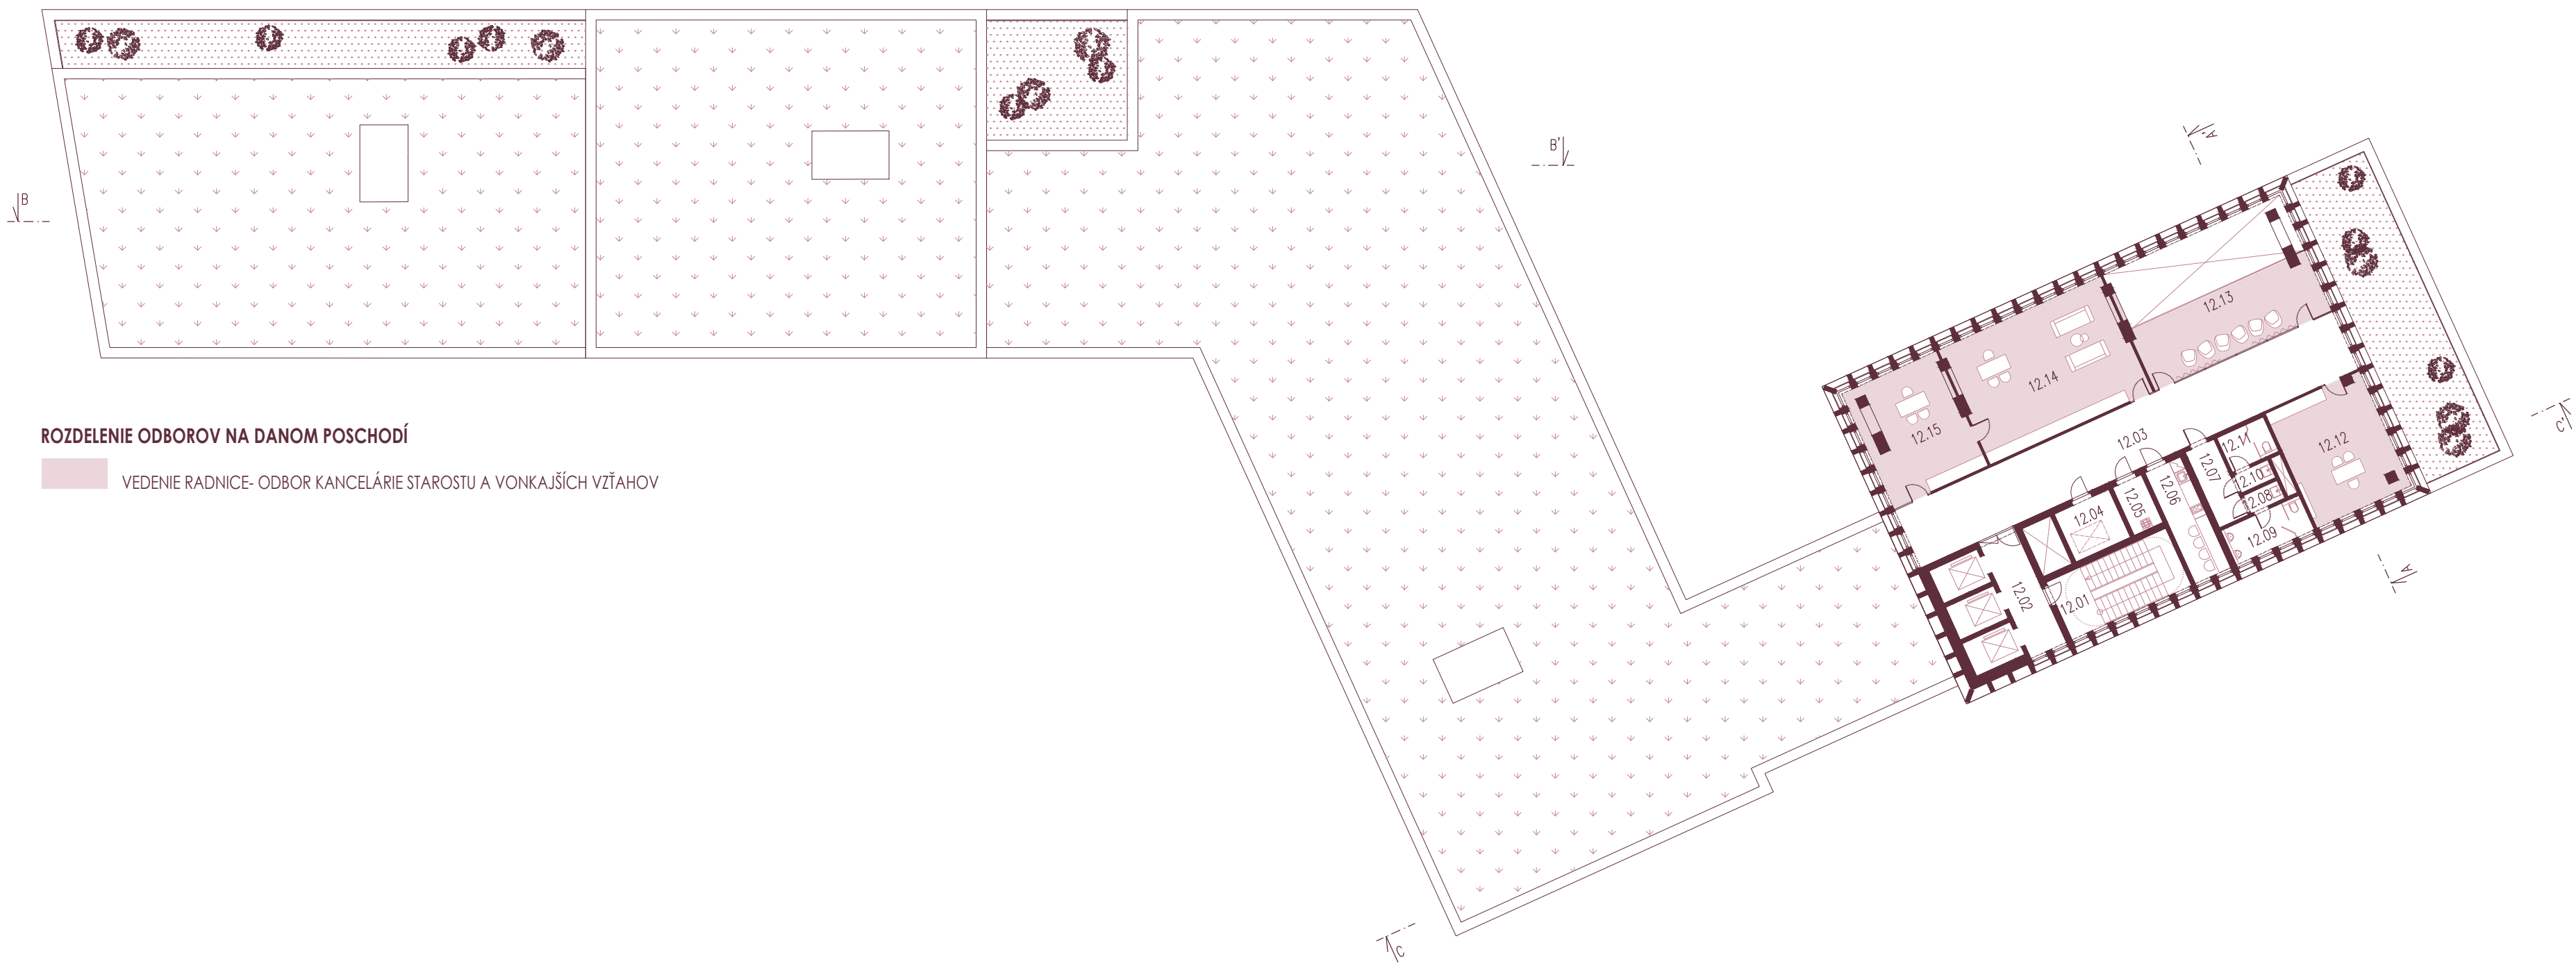 B
B'
A'
12.13
12.14
12.15
12.03
12.12
12.11
12.07
12.10
12.06
12.08
12.05
12.04
12.09
12.02
12.01
C'
A
C
ROZDELENIE ODBOROV NA DANOM POSCHODÍ
VEDENIE RADNICE- ODBOR KANCELÁRIE STAROSTU A VONKAJŠÍCH VZŤAHOV